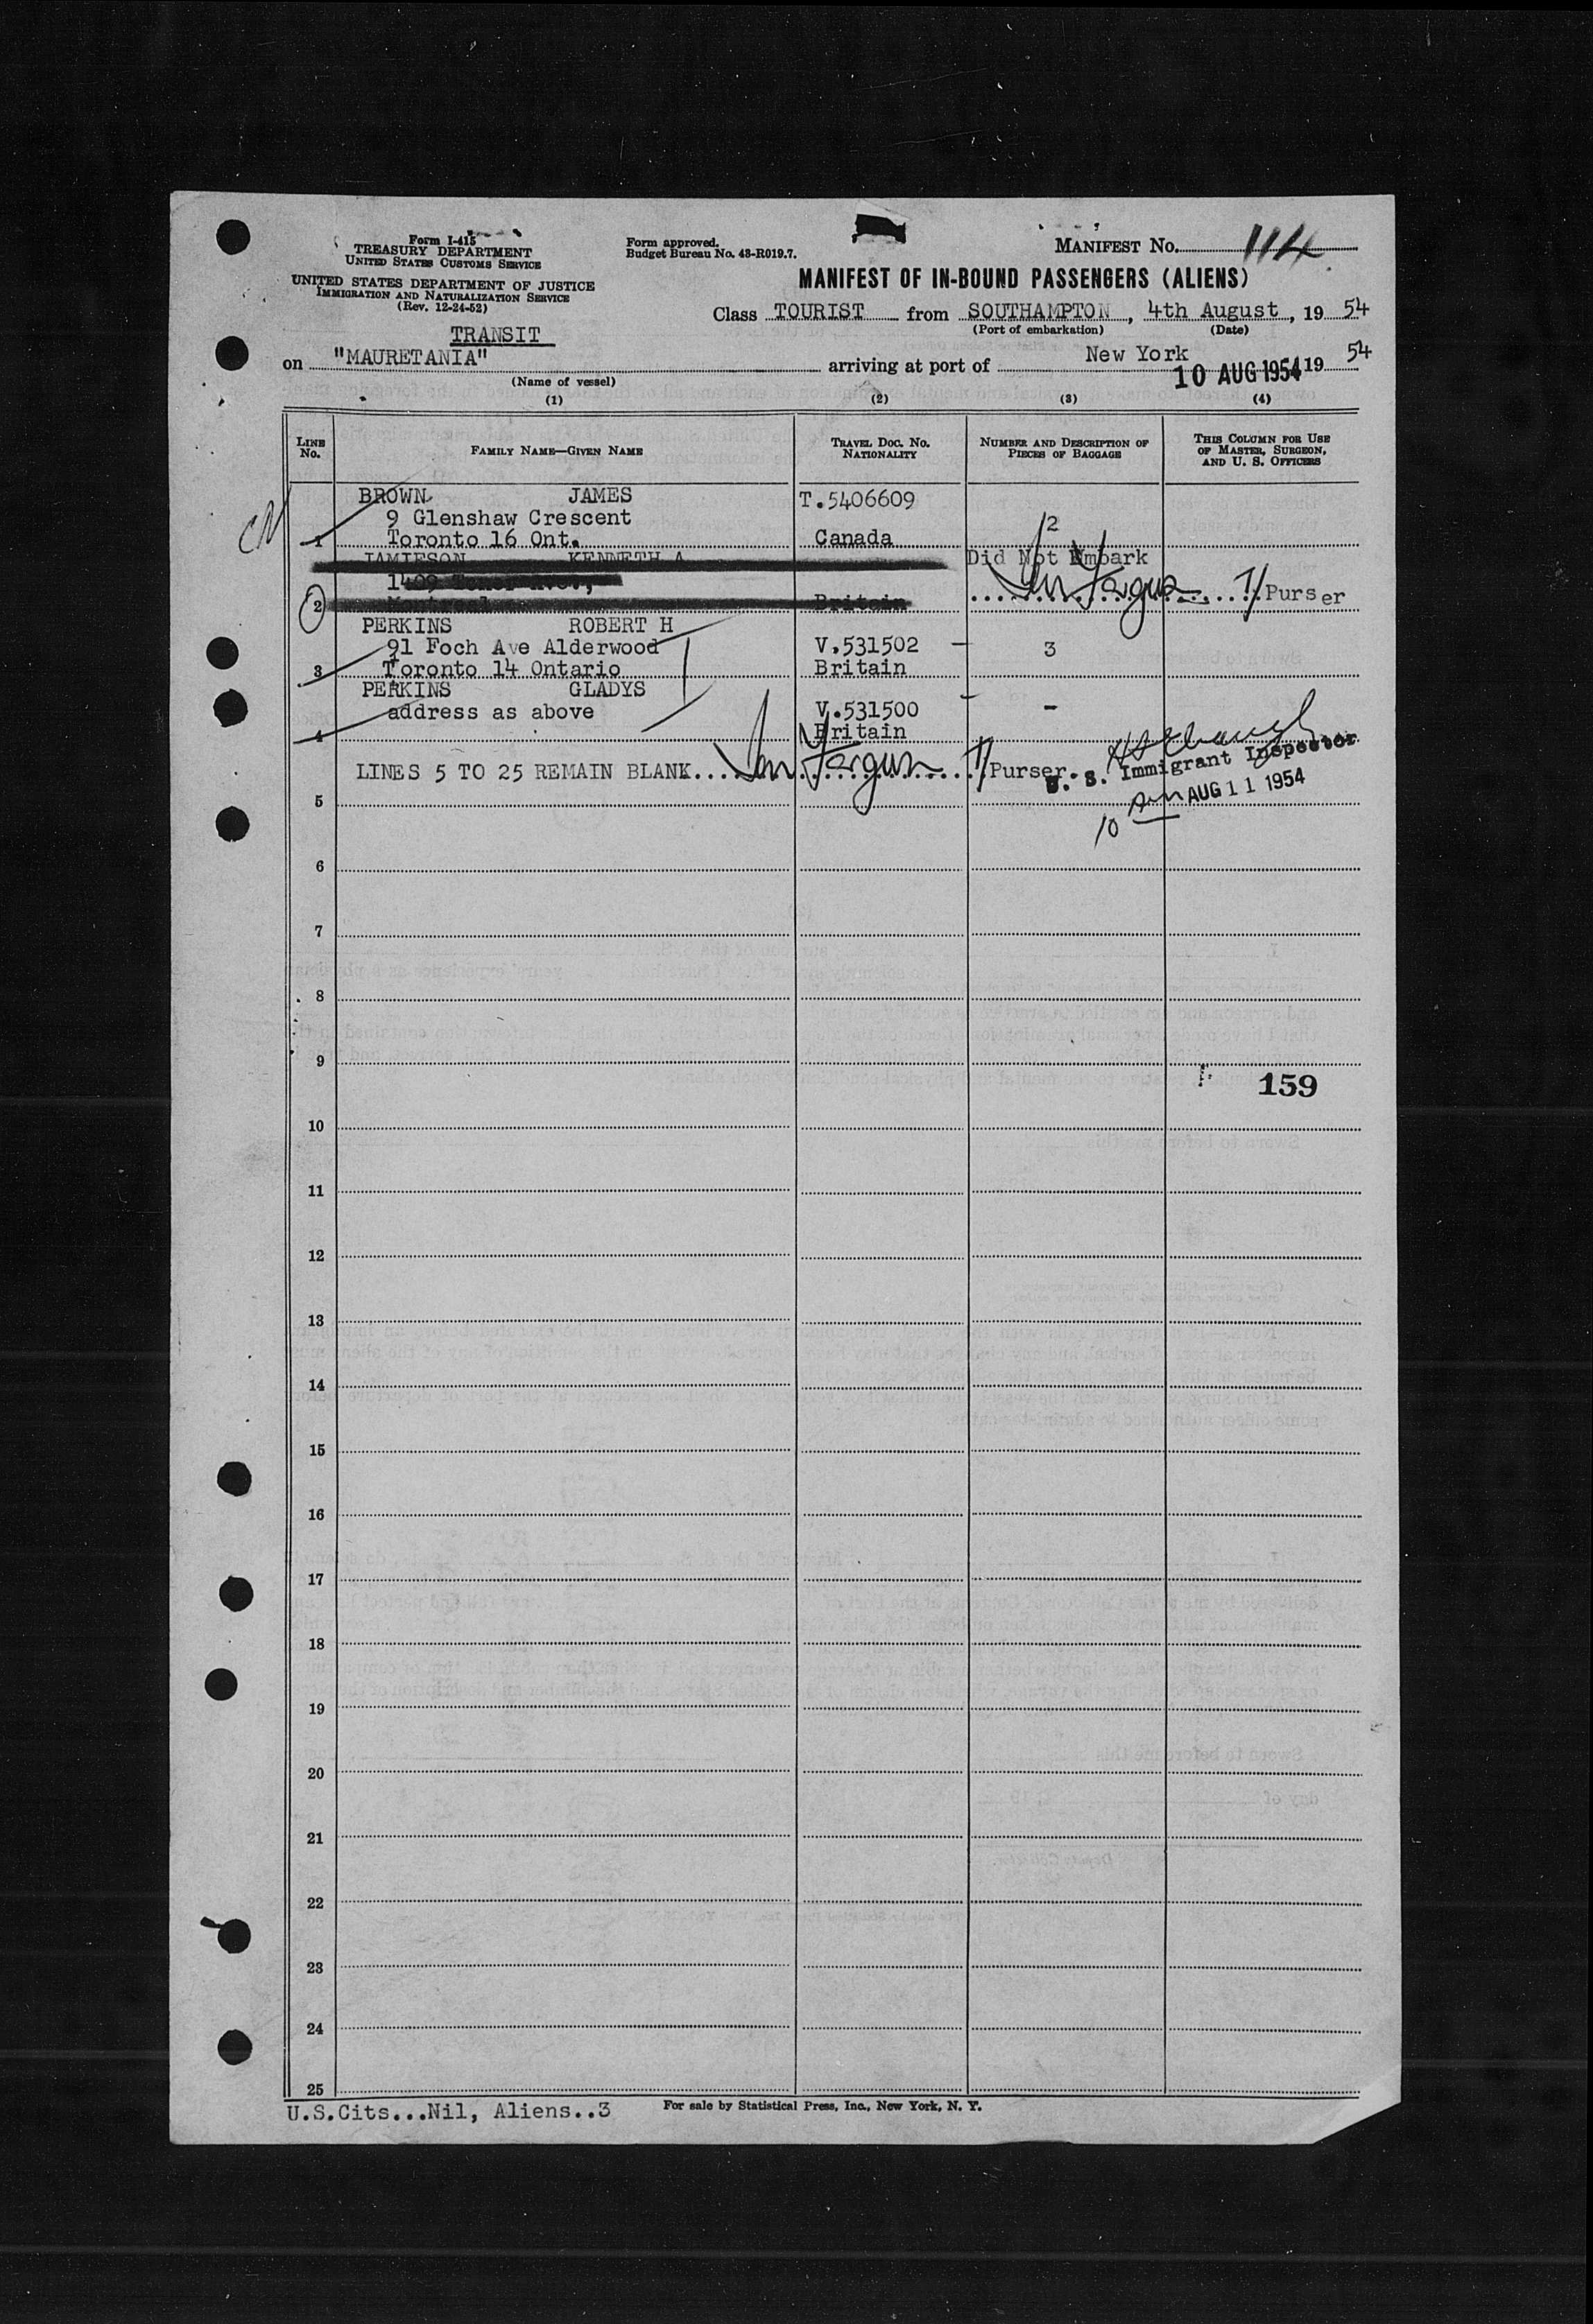 Form I-415
TREASURY DEPARTMENT
UNITED STATES CUSTOMS SERVICE
UNITED STATES DEPARTMENT OF JUSTICE
IMMIGRATION AND NATURALIZATION SERVICE
(Rev. 12-24-52)
Form approved.
Budget Bureau No. 43-R019.7.
MANIFEST NO. 114
MANIFEST OF IN-BOUND PASSENGERS (ALIENS)
Class TOURIST from SOUTHAMPTON, 4th August, 19 54
(Port of embarkation) (Date)
TRANSIT
on "MAURETANIA" arriving at port of New York 10 AUG 1954 19 54
(Name of vessel)
(1) (2) (3) (4)
LINE No. FAMILY NAME—GIVEN NAME TRAVEL DOC. NO. NATIONALITY NUMBER AND DESCRIPTION OF PIECES OF BAGGAGE THIS COLUMN FOR USE OF MASTER, SURGEON, AND U. S. OFFICERS
BROWN JAMES T.5406609
9 Glenshaw Crescent 2
1 Toronto 16 Ont. Canada
JAMIESON KENNETH A Did Not Embark
1409
2 Montreal Britain Purser
PERKINS ROBERT H
91 Foch Ave Alderwood V.531502 3
3 Toronto 14 Ontario Britain
PERKINS GLADYS
address as above V.531500 -
4 Britain
LINES 5 TO 25 REMAIN BLANK Purser.
U. S. Immigrant Inspector
AUG 11 1954
5
10
6
7
8
9
159
10
11
12
13
14
15
16
17
18
19
20
21
22
23
24
25
U.S.Cits...Nil, Aliens..3
For sale by Statistical Press, Inc., New York, N. Y.